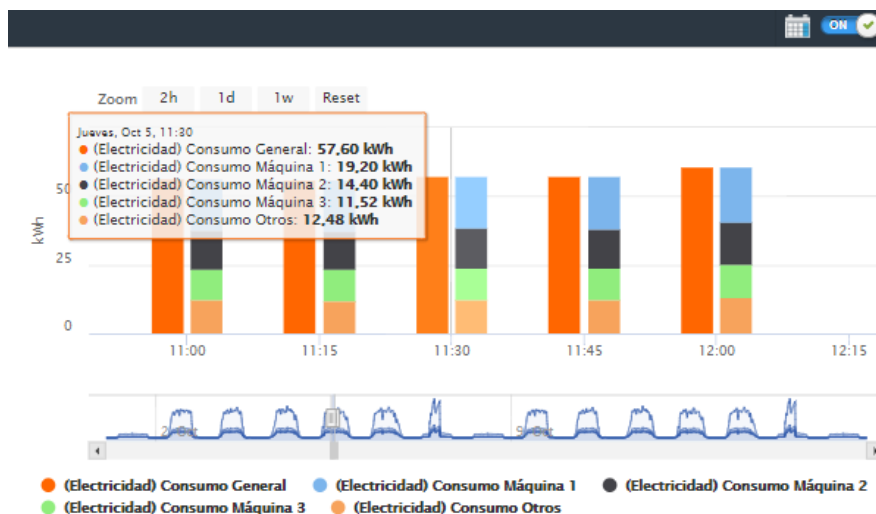 ON
Zoom 2h 1d 1w Reset
Jueves, Oct 5, 11:30
(Electricidad) Consumo General: 57,60 kWh
(Electricidad) Consumo Máquina 1: 19,20 kWh
(Electricidad) Consumo Máquina 2: 14,40 kWh
(Electricidad) Consumo Máquina 3: 11,52 kWh
(Electricidad) Consumo Otros: 12,48 kWh
kWh
50
25
0
11:00 11:15 11:30 11:45 12:00 12:15
(Electricidad) Consumo General (Electricidad) Consumo Máquina 1 (Electricidad) Consumo Máquina 2
(Electricidad) Consumo Máquina 3 (Electricidad) Consumo Otros